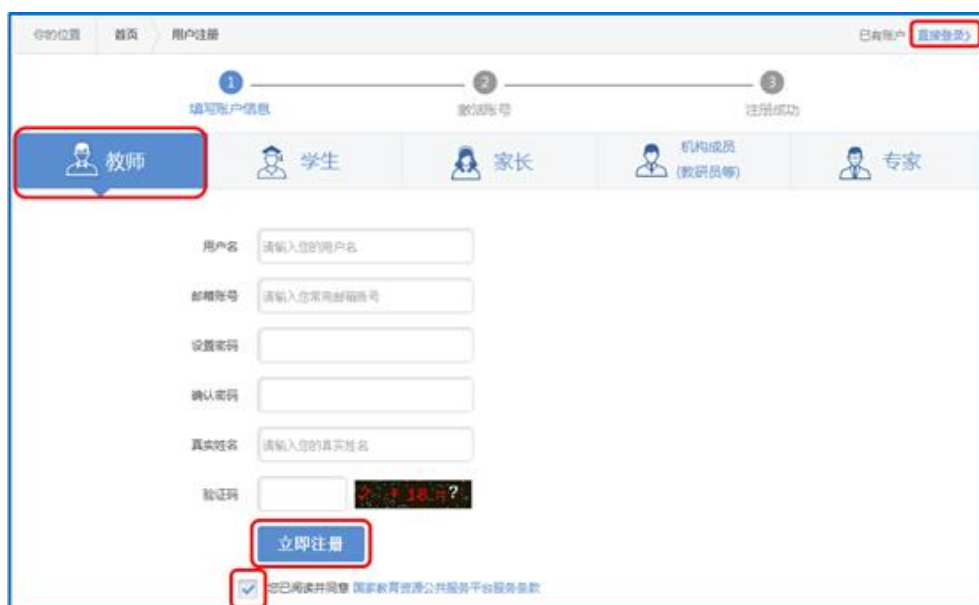 你的位置 首页 用户注册 已有账户 直接登录>
1 2 3
填写账户信息 激活账号 注册成功
教师 学生 家长 机构成员 专家
(教研员等)
用户名 请输入您的用户名
邮箱账号 请输入您常用邮箱账号
设置密码
确认密码
真实姓名 请输入您的真实姓名
验证码 + 18 = ?
立即注册
您已阅读并同意 国家教育资源公共服务平台服务条款